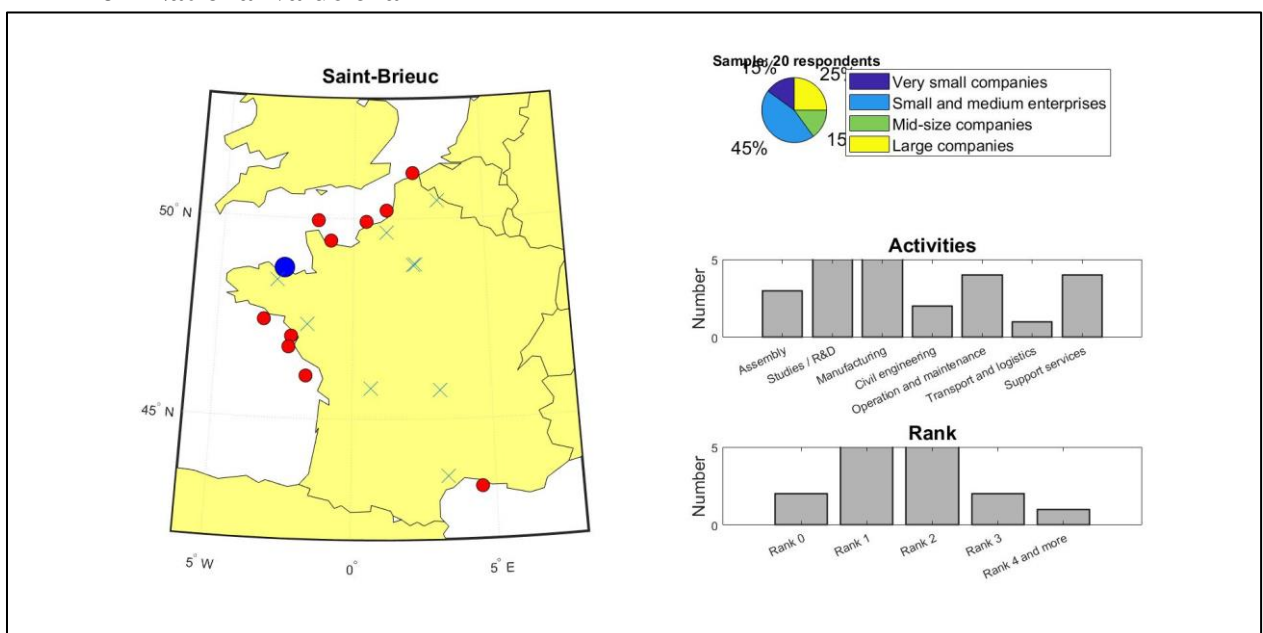 Saint-Brieuc
50° N
45° N
5° W
0°
5° E
Sample: 20 respondents
15%
25%
45%
15
Very small companies
Small and medium enterprises
Mid-size companies
Large companies
Activities
Number
5
0
Assembly
Studies / R&D
Manufacturing
Civil engineering
Operation and maintenance
Transport and logistics
Support services
Rank
Number
5
0
Rank 0
Rank 1
Rank 2
Rank 3
Rank 4 and more